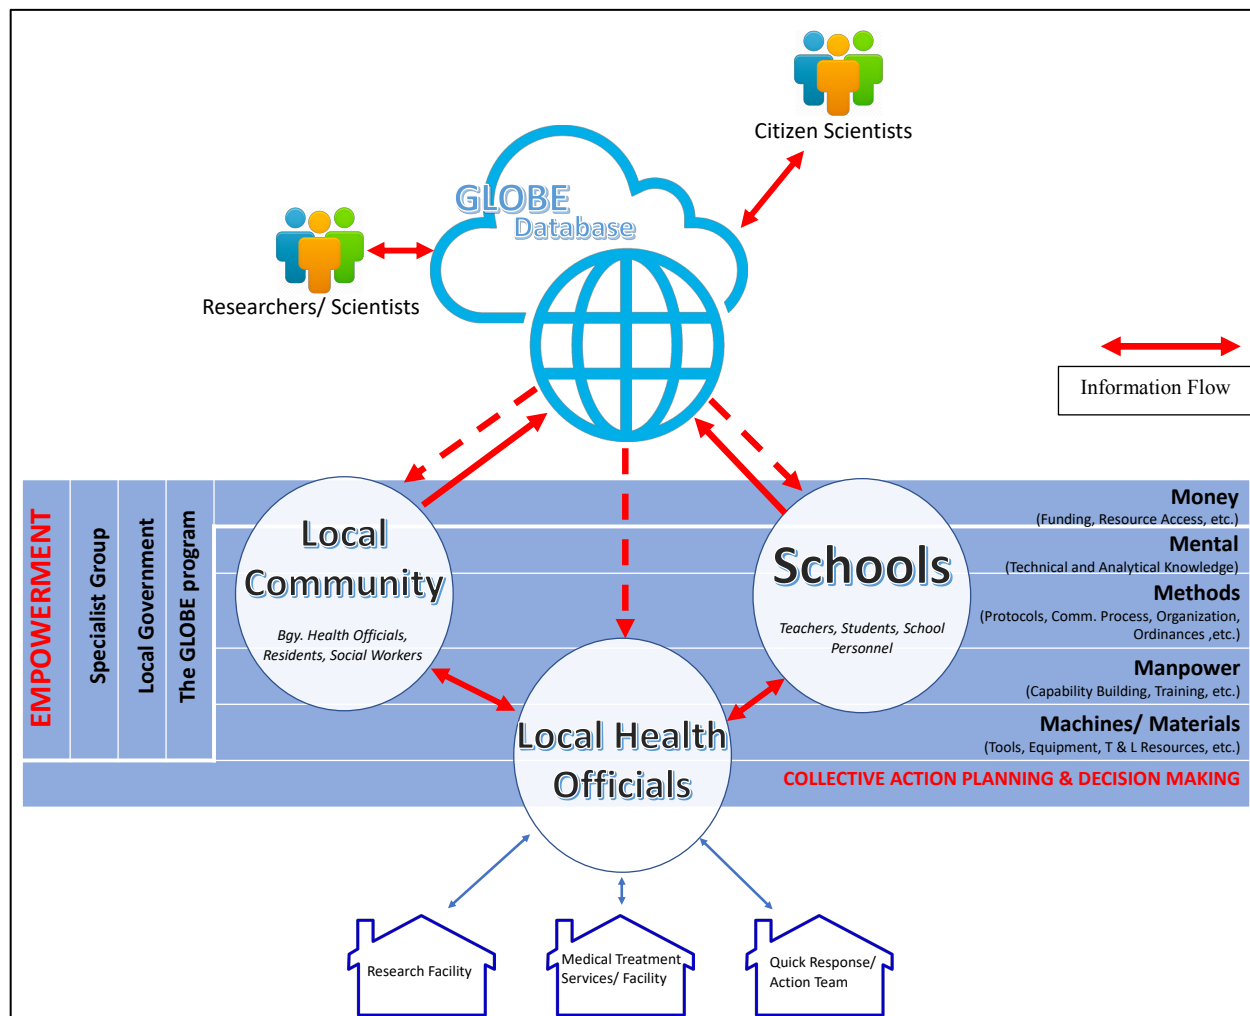 Citizen Scientists
GLOBE
Database
Researchers/ Scientists
Information Flow
EMPOWERMENT
Specialist Group
Local Government
The GLOBE program
Local
Community
Bgy. Health Officials,
Residents, Social Workers
Schools
Teachers, Students, School
Personnel
Local Health
Officials
Money
(Funding, Resource Access, etc.)
Mental
(Technical and Analytical Knowledge)
Methods
(Protocols, Comm. Process, Organization,
Ordinances ,etc.)
Manpower
(Capability Building, Training, etc.)
Machines/ Materials
(Tools, Equipment, T & L Resources, etc.)
COLLECTIVE ACTION PLANNING & DECISION MAKING
Research Facility
Medical Treatment
Services/ Facility
Quick Response/
Action Team